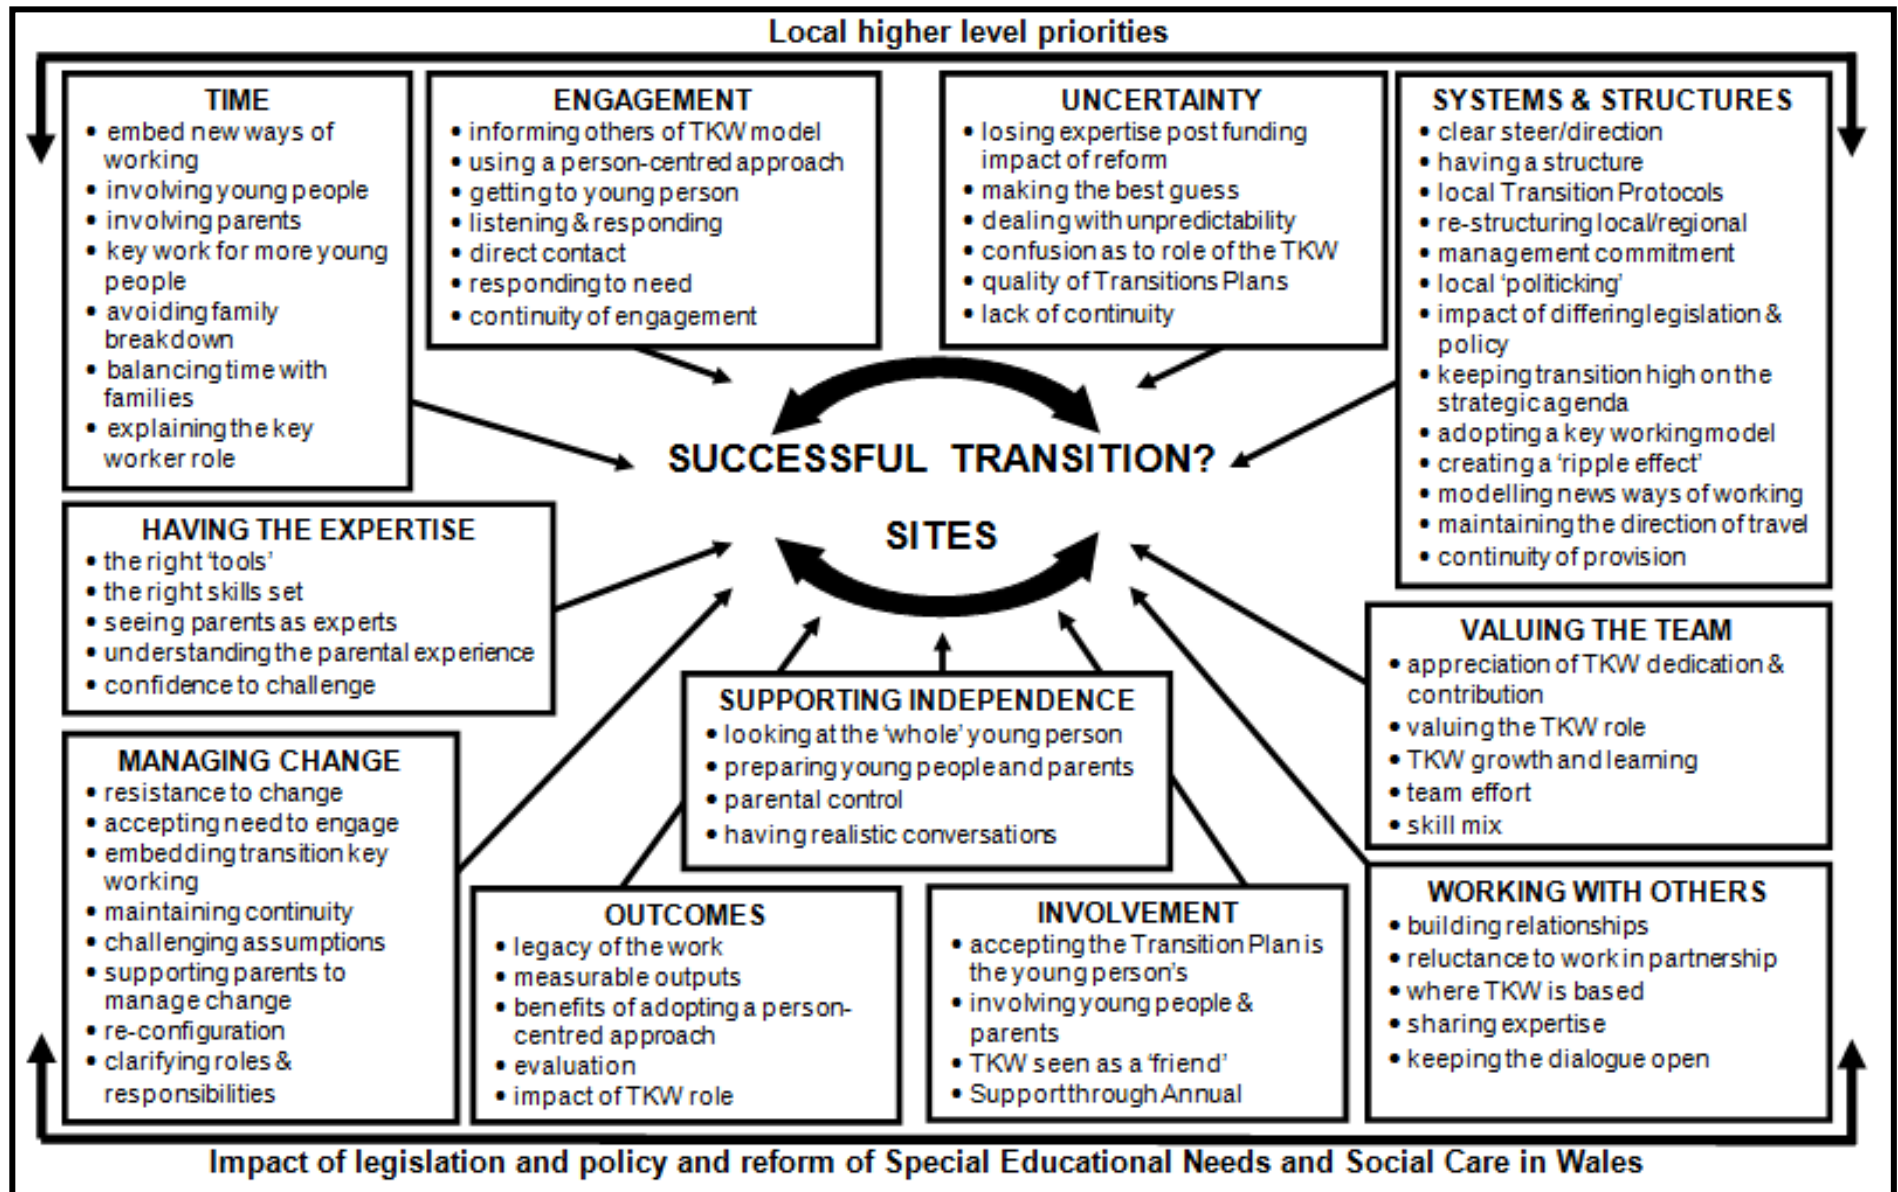 Local higher level priorities
TIME
• embed new ways of
working
• involving young people
• involving parents
• key work for more young
people
• avoiding family
breakdown
• balancing time with
families
• explaining the key
worker role
ENGAGEMENT
• informing others of TKW model
• using a person-centred approach
• getting to young person
• listening & responding
• direct contact
• responding to need
• continuity of engagement
UNCERTAINTY
• losing expertise post funding
impact of reform
• making the best guess
• dealing with unpredictability
• confusion as to role of the TKW
• quality of Transitions Plans
• lack of continuity
SYSTEMS & STRUCTURES
• clear steer/direction
• having a structure
• local Transition Protocols
• re-structuring local/regional
• management commitment
• local ‘politicking’
• impact of differing legislation &
policy
• keeping transition high on the
strategic agenda
• adopting a key working model
• creating a ‘ripple effect’
• modelling news ways of working
• maintaining the direction of travel
• continuity of provision
SUCCESSFUL TRANSITION?
SITES
HAVING THE EXPERTISE
• the right ‘tools’
• the right skills set
• seeing parents as experts
• understanding the parental experience
• confidence to challenge
VALUING THE TEAM
• appreciation of TKW dedication &
contribution
• valuing the TKW role
• TKW growth and learning
• team effort
• skill mix
SUPPORTING INDEPENDENCE
• looking at the ‘whole’ young person
• preparing young people and parents
• parental control
• having realistic conversations
MANAGING CHANGE
• resistance to change
• accepting need to engage
• embedding transition key
working
• maintaining continuity
• challenging assumptions
• supporting parents to
manage change
• re-configuration
• clarifying roles &
responsibilities
OUTCOMES
• legacy of the work
• measurable outputs
• benefits of adopting a person-
centred approach
• evaluation
• impact of TKW role
INVOLVEMENT
• accepting the Transition Plan is
the young person’s
• involving young people &
parents
• TKW seen as a ‘friend’
• Support through Annual
WORKING WITH OTHERS
• building relationships
• reluctance to work in partnership
• where TKW is based
• sharing expertise
• keeping the dialogue open
Impact of legislation and policy and reform of Special Educational Needs and Social Care in Wales